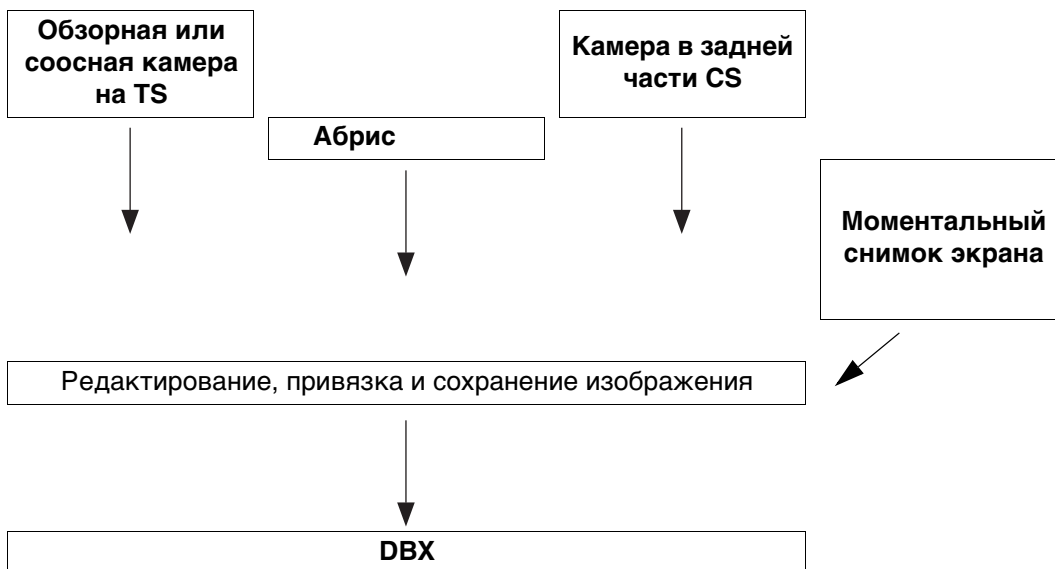 Обзорная или
соосная камера
на TS
Камера в задней
части CS
Абрис
Моментальный
снимок экрана
Редактирование, привязка и сохранение изображения
DBX